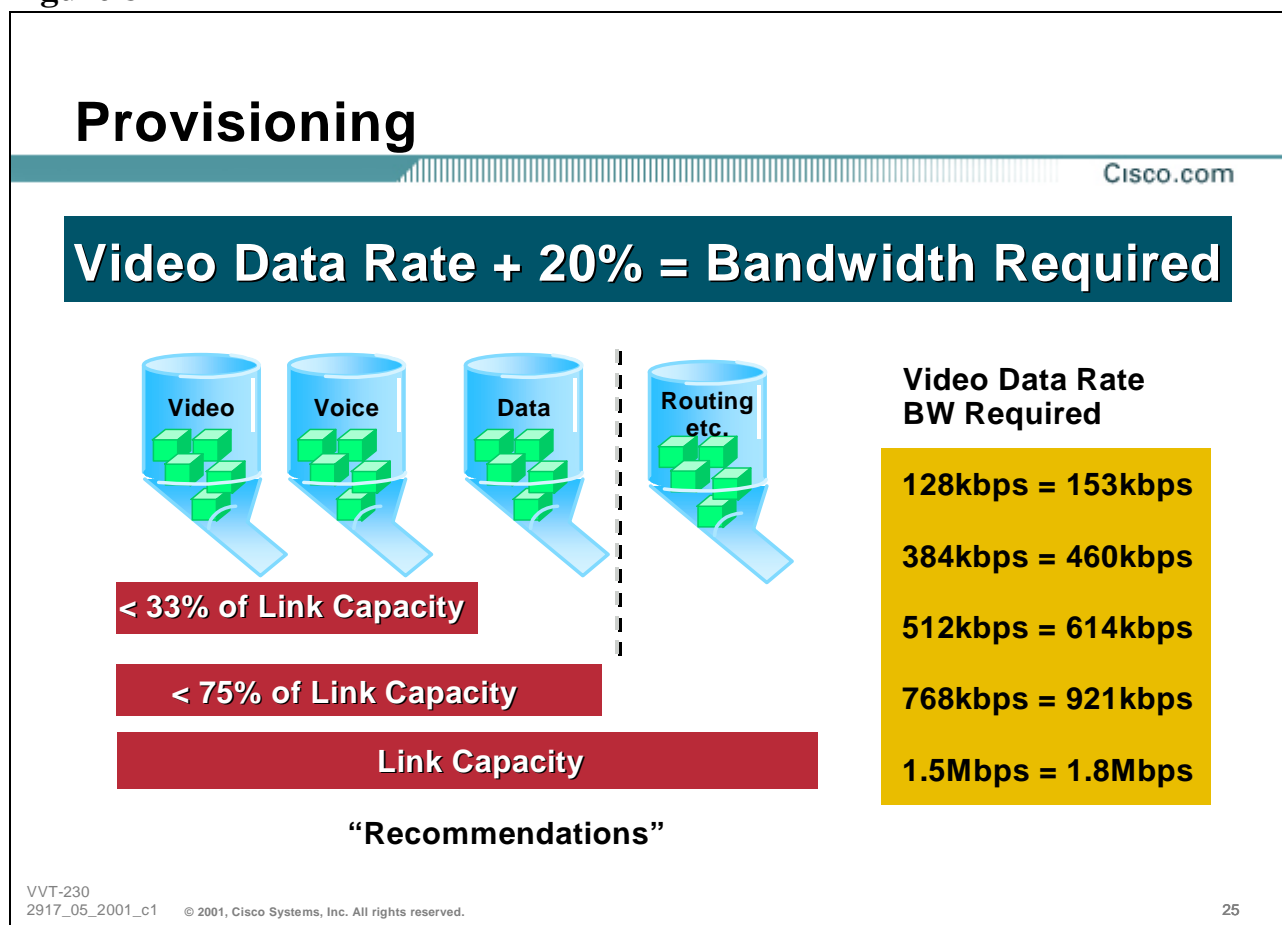 Provisioning
Cisco.com
Video Data Rate + 20% = Bandwidth Required
Video
Voice
Data
Routing
etc.
Video Data Rate
BW Required
128kbps = 153kbps
384kbps = 460kbps
512kbps = 614kbps
768kbps = 921kbps
1.5Mbps = 1.8Mbps
< 33% of Link Capacity
< 75% of Link Capacity
Link Capacity
“Recommendations”
VVT-230
2917_05_2001_c1
© 2001, Cisco Systems, Inc. All rights reserved.
25